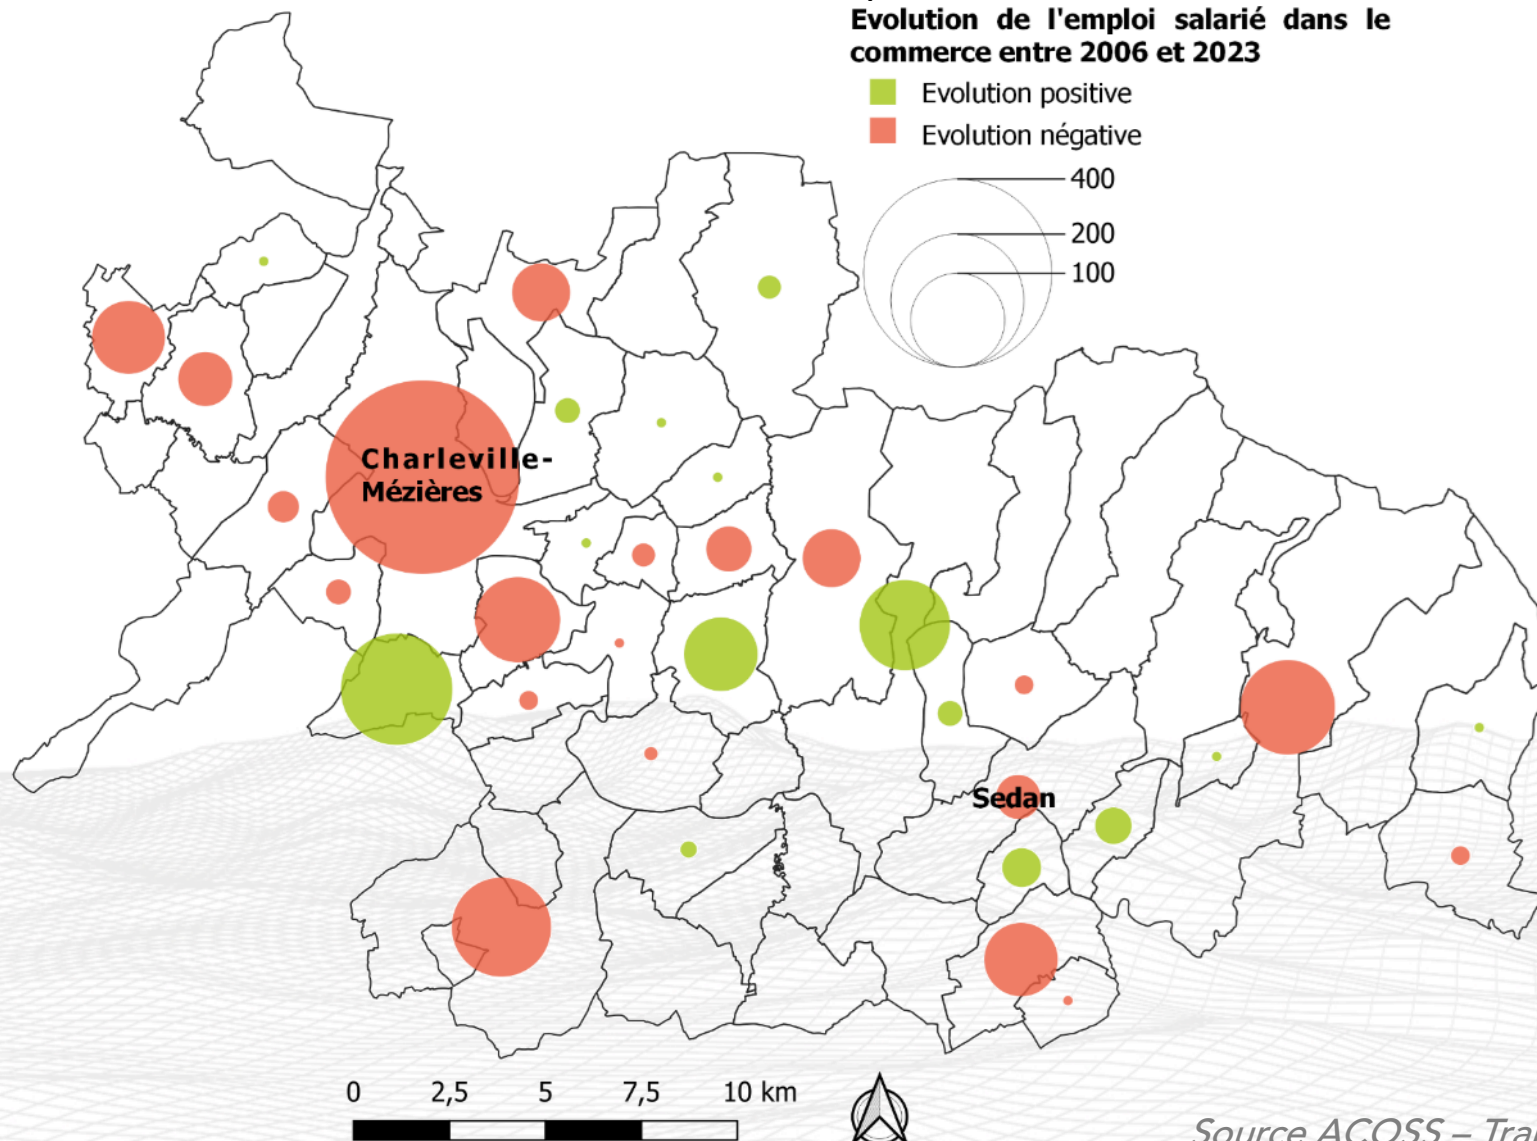 Evolution de l'emploi salarié dans le
commerce entre 2006 et 2023
Evolution positive
Evolution négative
400
200
100
Charleville-
Mézières
Sedan
0 2,5 5 7,5 10 km
Source ACOSS –